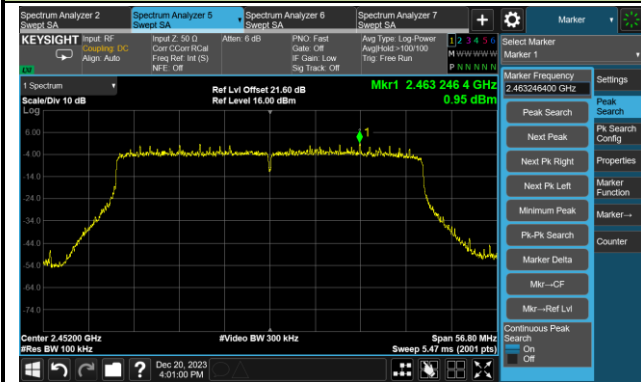 Spectrum Analyzer 2
Swept SA
Spectrum Analyzer 5
Swept SA
Spectrum Analyzer 6
Swept SA
Spectrum Analyzer 7
Swept SA
Marker
KEYSIGHT
Input: RF
Coupling: DC
Align: Auto
Input Z: 50 Ω
Corr CCorr RCal
Freq Ref: Int (S)
NFE: Off
Atten: 6 dB
PNO: Fast
Gate: Off
IF Gain: Low
Sig Track: Off
Avg Type: Log-Power
Avg|Hold:>100/100
Trig: Free Run
1 2 3 4 5 6
M W W W W W
P N N N N N
Select Marker
Marker 1
LXI
1 Spectrum
Scale/Div 10 dB
Log
Ref Lvl Offset 21.60 dB
Ref Level 16.00 dBm
Mkr1 2.463 246 4 GHz
0.95 dBm
6.00
-4.00
-14.0
-24.0
-34.0
-44.0
-54.0
-64.0
-74.0
1
Center 2.45200 GHz
#Res BW 100 kHz
#Video BW 300 kHz
Span 56.80 MHz
Sweep 5.47 ms (2001 pts)
Marker Frequency
2.463246400 GHz
Peak Search
Next Peak
Next Pk Right
Next Pk Left
Minimum Peak
Pk-Pk Search
Marker Delta
Mkr→CF
Mkr→Ref Lvl
Continuous Peak
Search
On
Off
Settings
Peak
Search
Pk Search
Config
Properties
Marker
Function
Marker→
Counter
Dec 20, 2023
4:01:00 PM